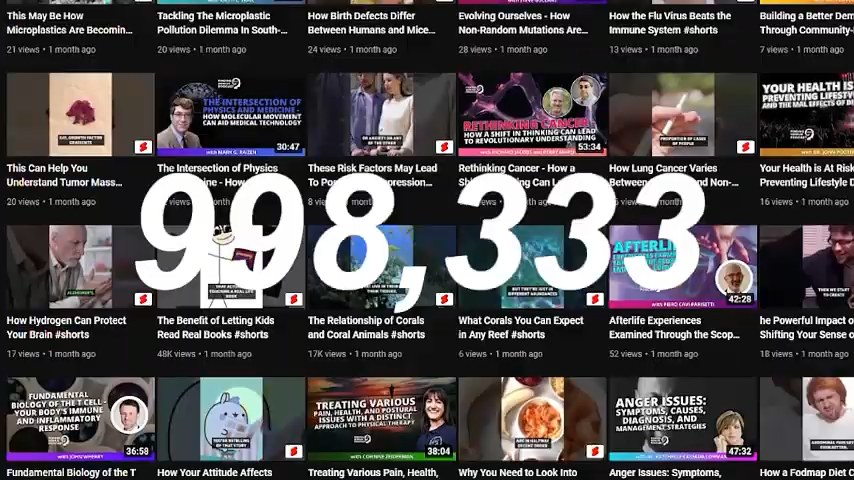 This May Be How
Microplastics Are Becomin...
21 views • 1 month ago
Tackling The Microplastic
Pollution Dilemma In South-...
20 views • 1 month ago
How Birth Defects Differ
Between Humans and Mice...
24 views • 1 month ago
Evolving Ourselves - How
Non-Random Mutations Are...
28 views • 1 month ago
How the Flu Virus Beats the
Immune System #shorts
13 views • 1 month ago
Building a Better Dem
Through Community-
7 views • 1 month
THE INTERSECTION OF
PHYSICS AND MEDICINE -
HOW MOLECULAR MOVEMENT
CAN AID MEDICAL TECHNOLOGY
30:47
RETHINKING CANCER
HOW A SHIFT IN THINKING CAN LEAD
TO REVOLUTIONARY UNDERSTANDING
53:34
YOUR HEALTH IS
PREVENTING LIFESTY
AND THE MAL EFFECTS OF
This Can Help You
Understand Tumor Mass...
20 views • 1 month ago
The Intersection of Physics
These Risk Factors May Lead
Rethinking Cancer - How a
How Lung Cancer Varies
Your Health is At Risk
Preventing Lifestyle D
16 views • 1 month
998,333
ALZHEIMER'S
AFTERLIFE
42:28
with PIERO CALVI-PARISETTI
How Hydrogen Can Protect
Your Brain #shorts
17 views • 1 month ago
The Benefit of Letting Kids
Read Real Books #shorts
48K views • 1 month ago
The Relationship of Corals
and Coral Animals #shorts
17K views • 1 month ago
What Corals You Can Expect
in Any Reef #shorts
6 views • 1 month ago
Afterlife Experiences
Examined Through the Scop...
52 views • 1 month ago
he Powerful Impact o
Shifting Your Sense o
18 views • 1 month
FUNDAMENTAL
BIOLOGY OF THE T CELL -
YOUR BODY'S IMMUNE
AND INFLAMMATORY
RESPONSE
36:58
TREATING VARIOUS
PAIN, HEALTH, AND POSTURAL
ISSUES WITH A DISTINCT
APPROACH TO PHYSICAL THERAPY
38:04
ANGER ISSUES:
SYMPTOMS, CAUSES,
DIAGNOSIS, AND
MANAGEMENT STRATEGIES
47:32
Fundamental Biology of the T
How Your Attitude Affects
Treating Various Pain, Health,
Why You Need to Look Into
Anger Issues: Symptoms,
How a Fodmap Diet C